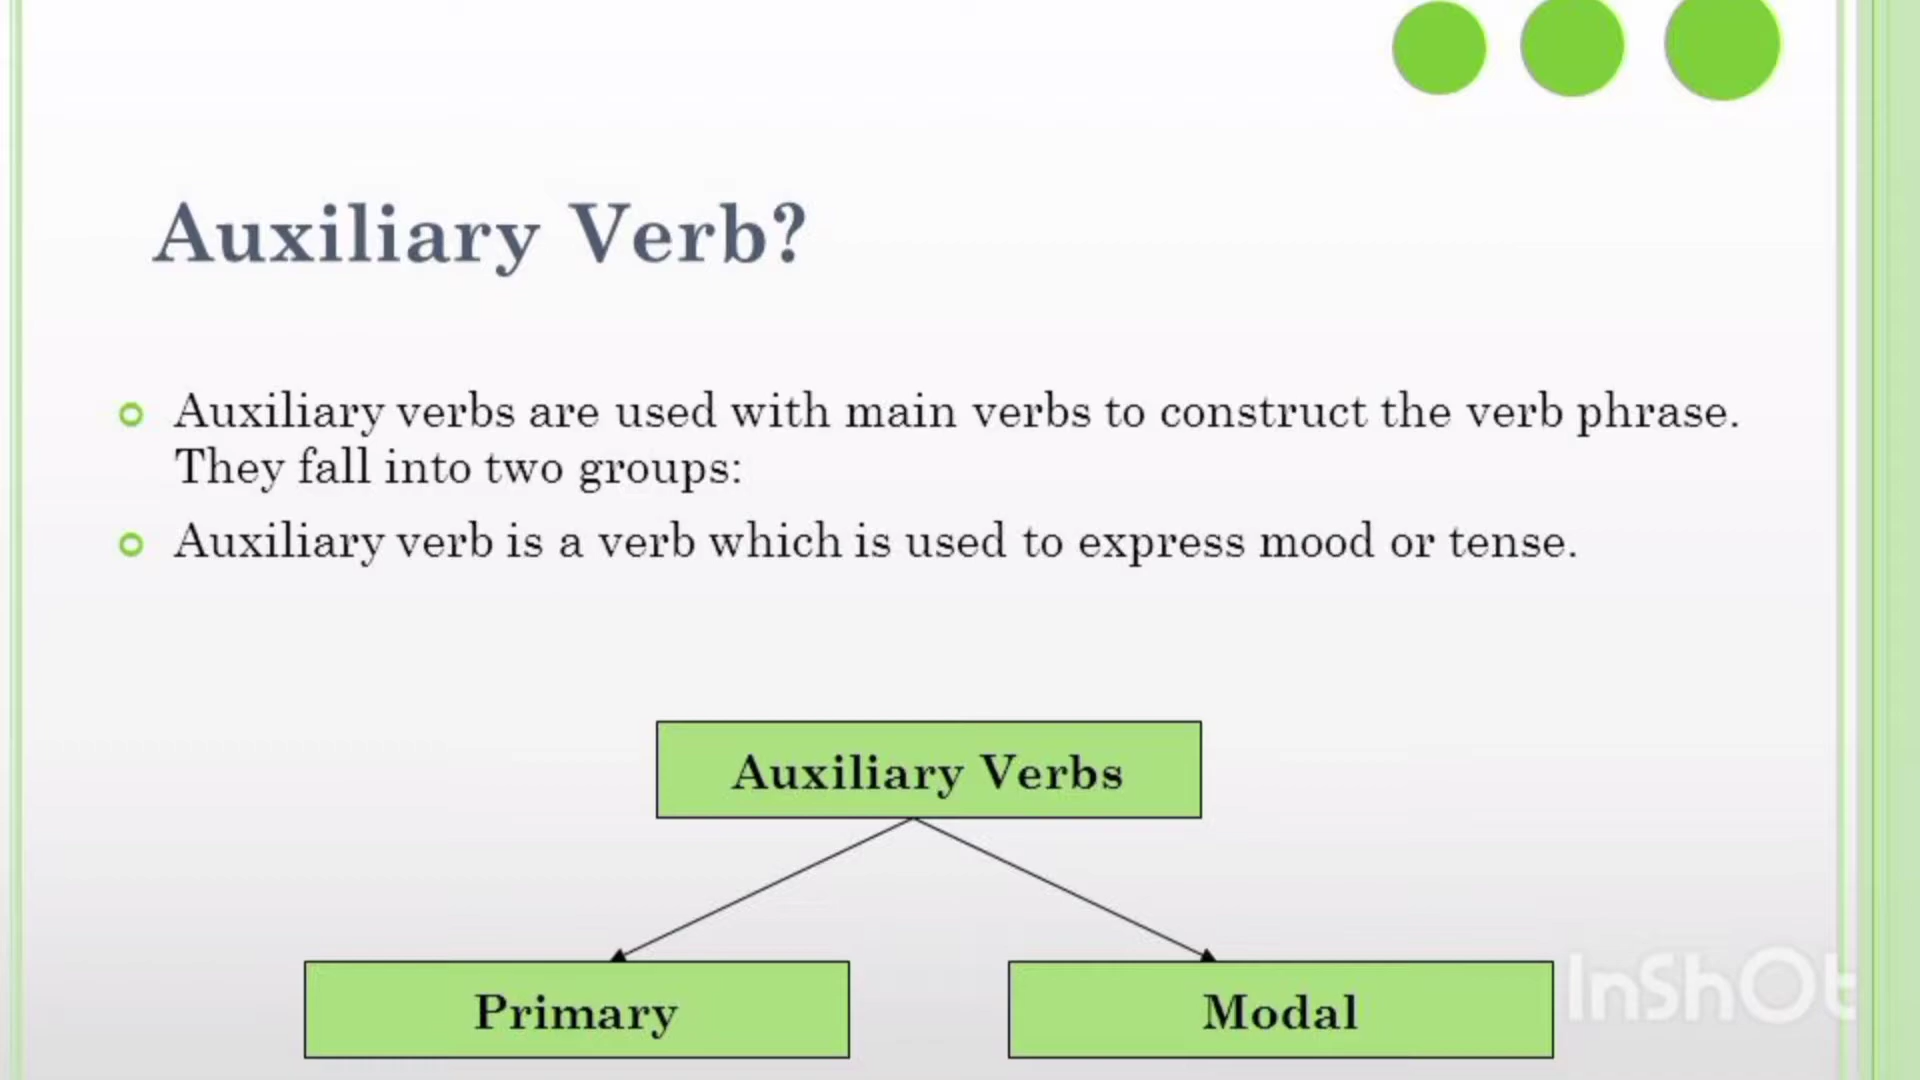 Auxiliary Verb?
Auxiliary verbs are used with main verbs to construct the verb phrase.
They fall into two groups:
Auxiliary verb is a verb which is used to express mood or tense.
Auxiliary Verbs
Primary
Modal
InShOt